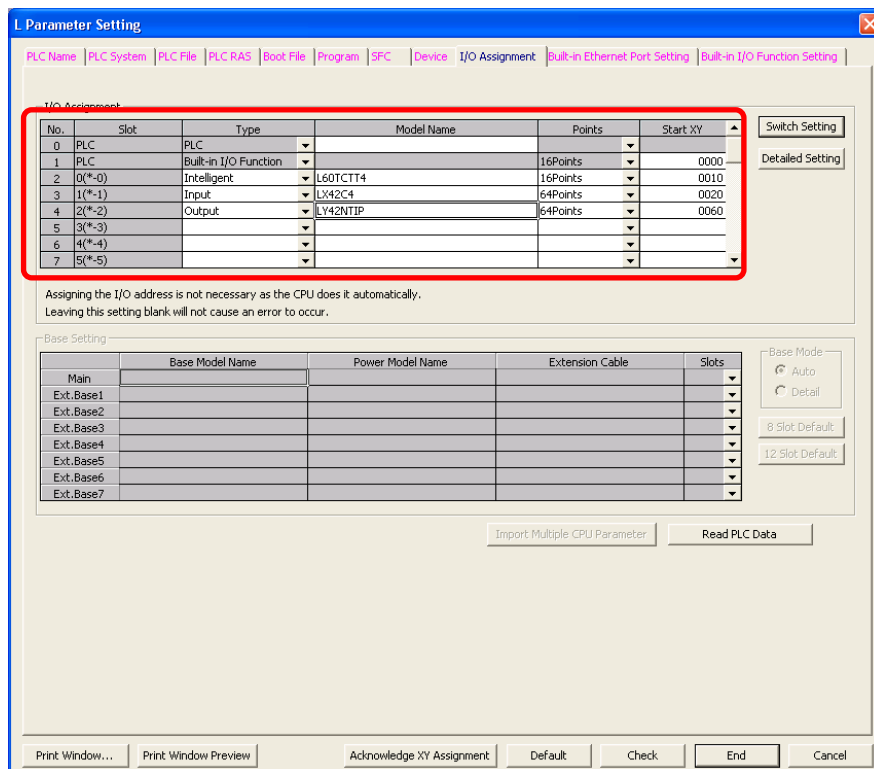 L Parameter Setting
PLC Name PLC System PLC File PLC RAS Boot File Program SFC Device I/O Assignment Built-in Ethernet Port Setting Built-in I/O Function Setting
I/O Assignment
No. Slot Type Model Name Points Start XY
0 PLC PLC
1 PLC Built-in I/O Function 16Points 0000
2 0(*-0) Intelligent L60TCTT4 16Points 0010
3 1(*-1) Input LX42C4 64Points 0020
4 2(*-2) Output LY42NTIP 64Points 0060
5 3(*-3)
6 4(*-4)
7 5(*-5)
Switch Setting
Detailed Setting
Assigning the I/O address is not necessary as the CPU does it automatically.
Leaving this setting blank will not cause an error to occur.
Base Setting
Base Model Name Power Model Name Extension Cable Slots
Main
Ext.Base1
Ext.Base2
Ext.Base3
Ext.Base4
Ext.Base5
Ext.Base6
Ext.Base7
Base Mode
Auto
Detail
8 Slot Default
12 Slot Default
Import Multiple CPU Parameter Read PLC Data
Print Window... Print Window Preview Acknowledge XY Assignment Default Check End Cancel